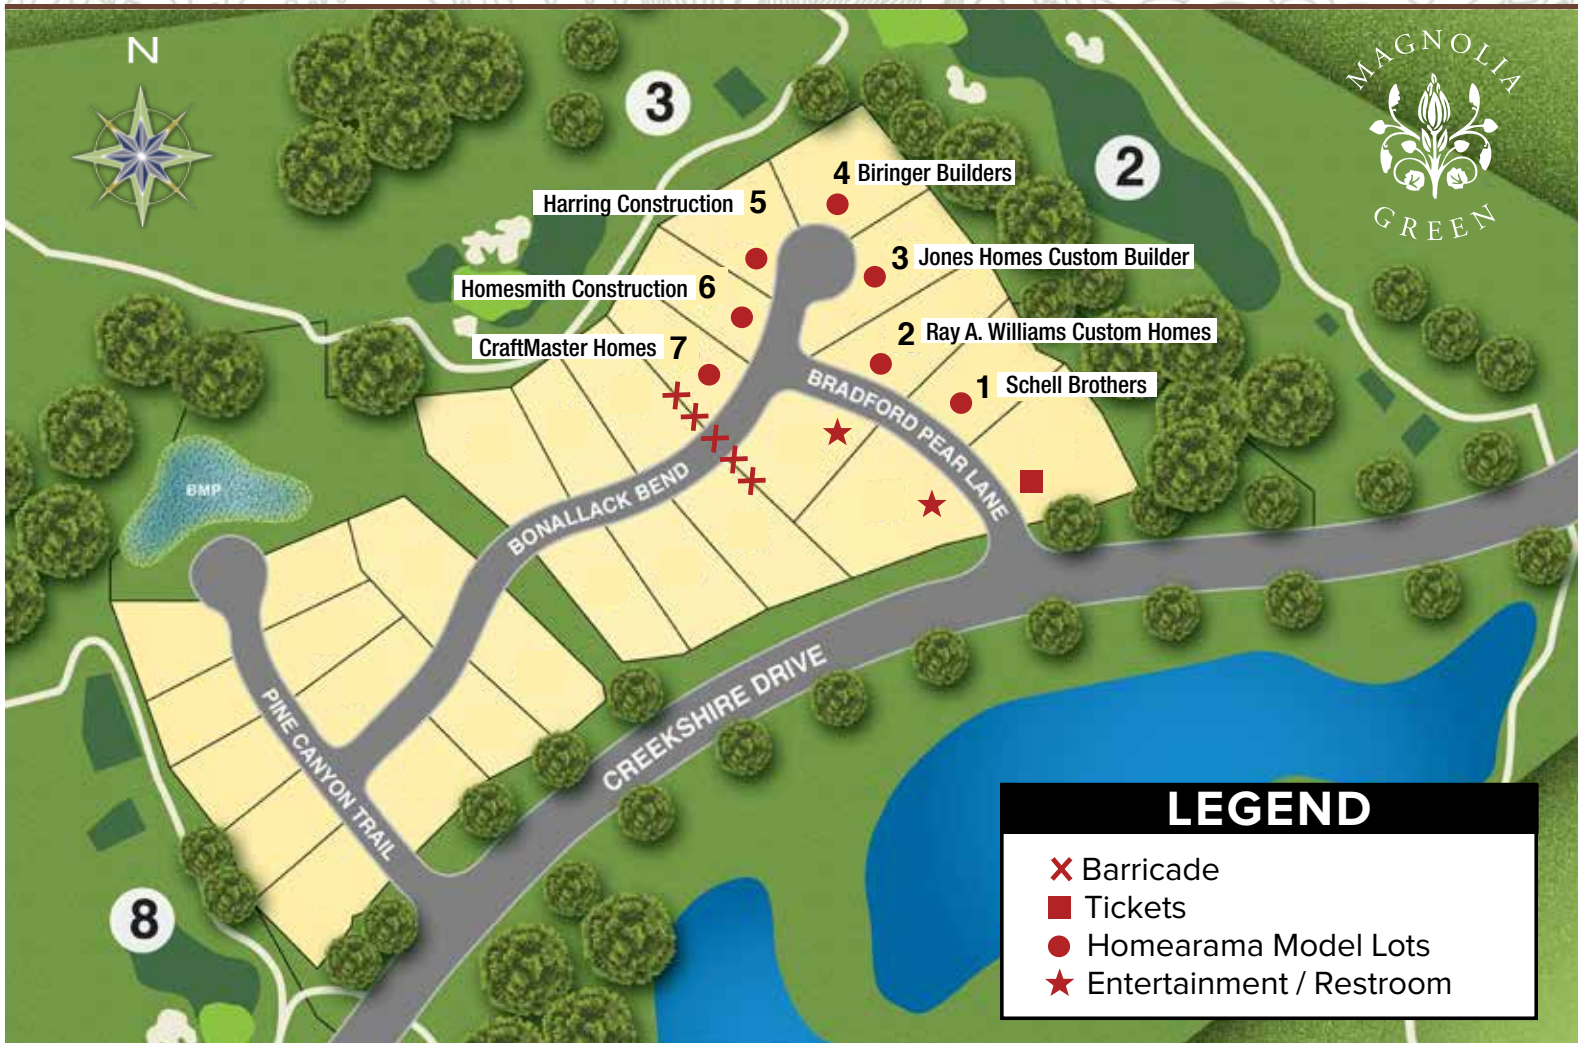 N
MAGNOLIA
GREEN
3
2
4 Biringer Builders
Harring Construction 5
3 Jones Homes Custom Builder
Homesmith Construction 6
2 Ray A. Williams Custom Homes
CraftMaster Homes 7
1 Schell Brothers
BRADFORD PEAR LANE
BONALLACK BEND
BMP
PINE CANYON TRAIL
CREEKSHIRE DRIVE
8
LEGEND
Barricade
Tickets
Homearama Model Lots
Entertainment / Restroom